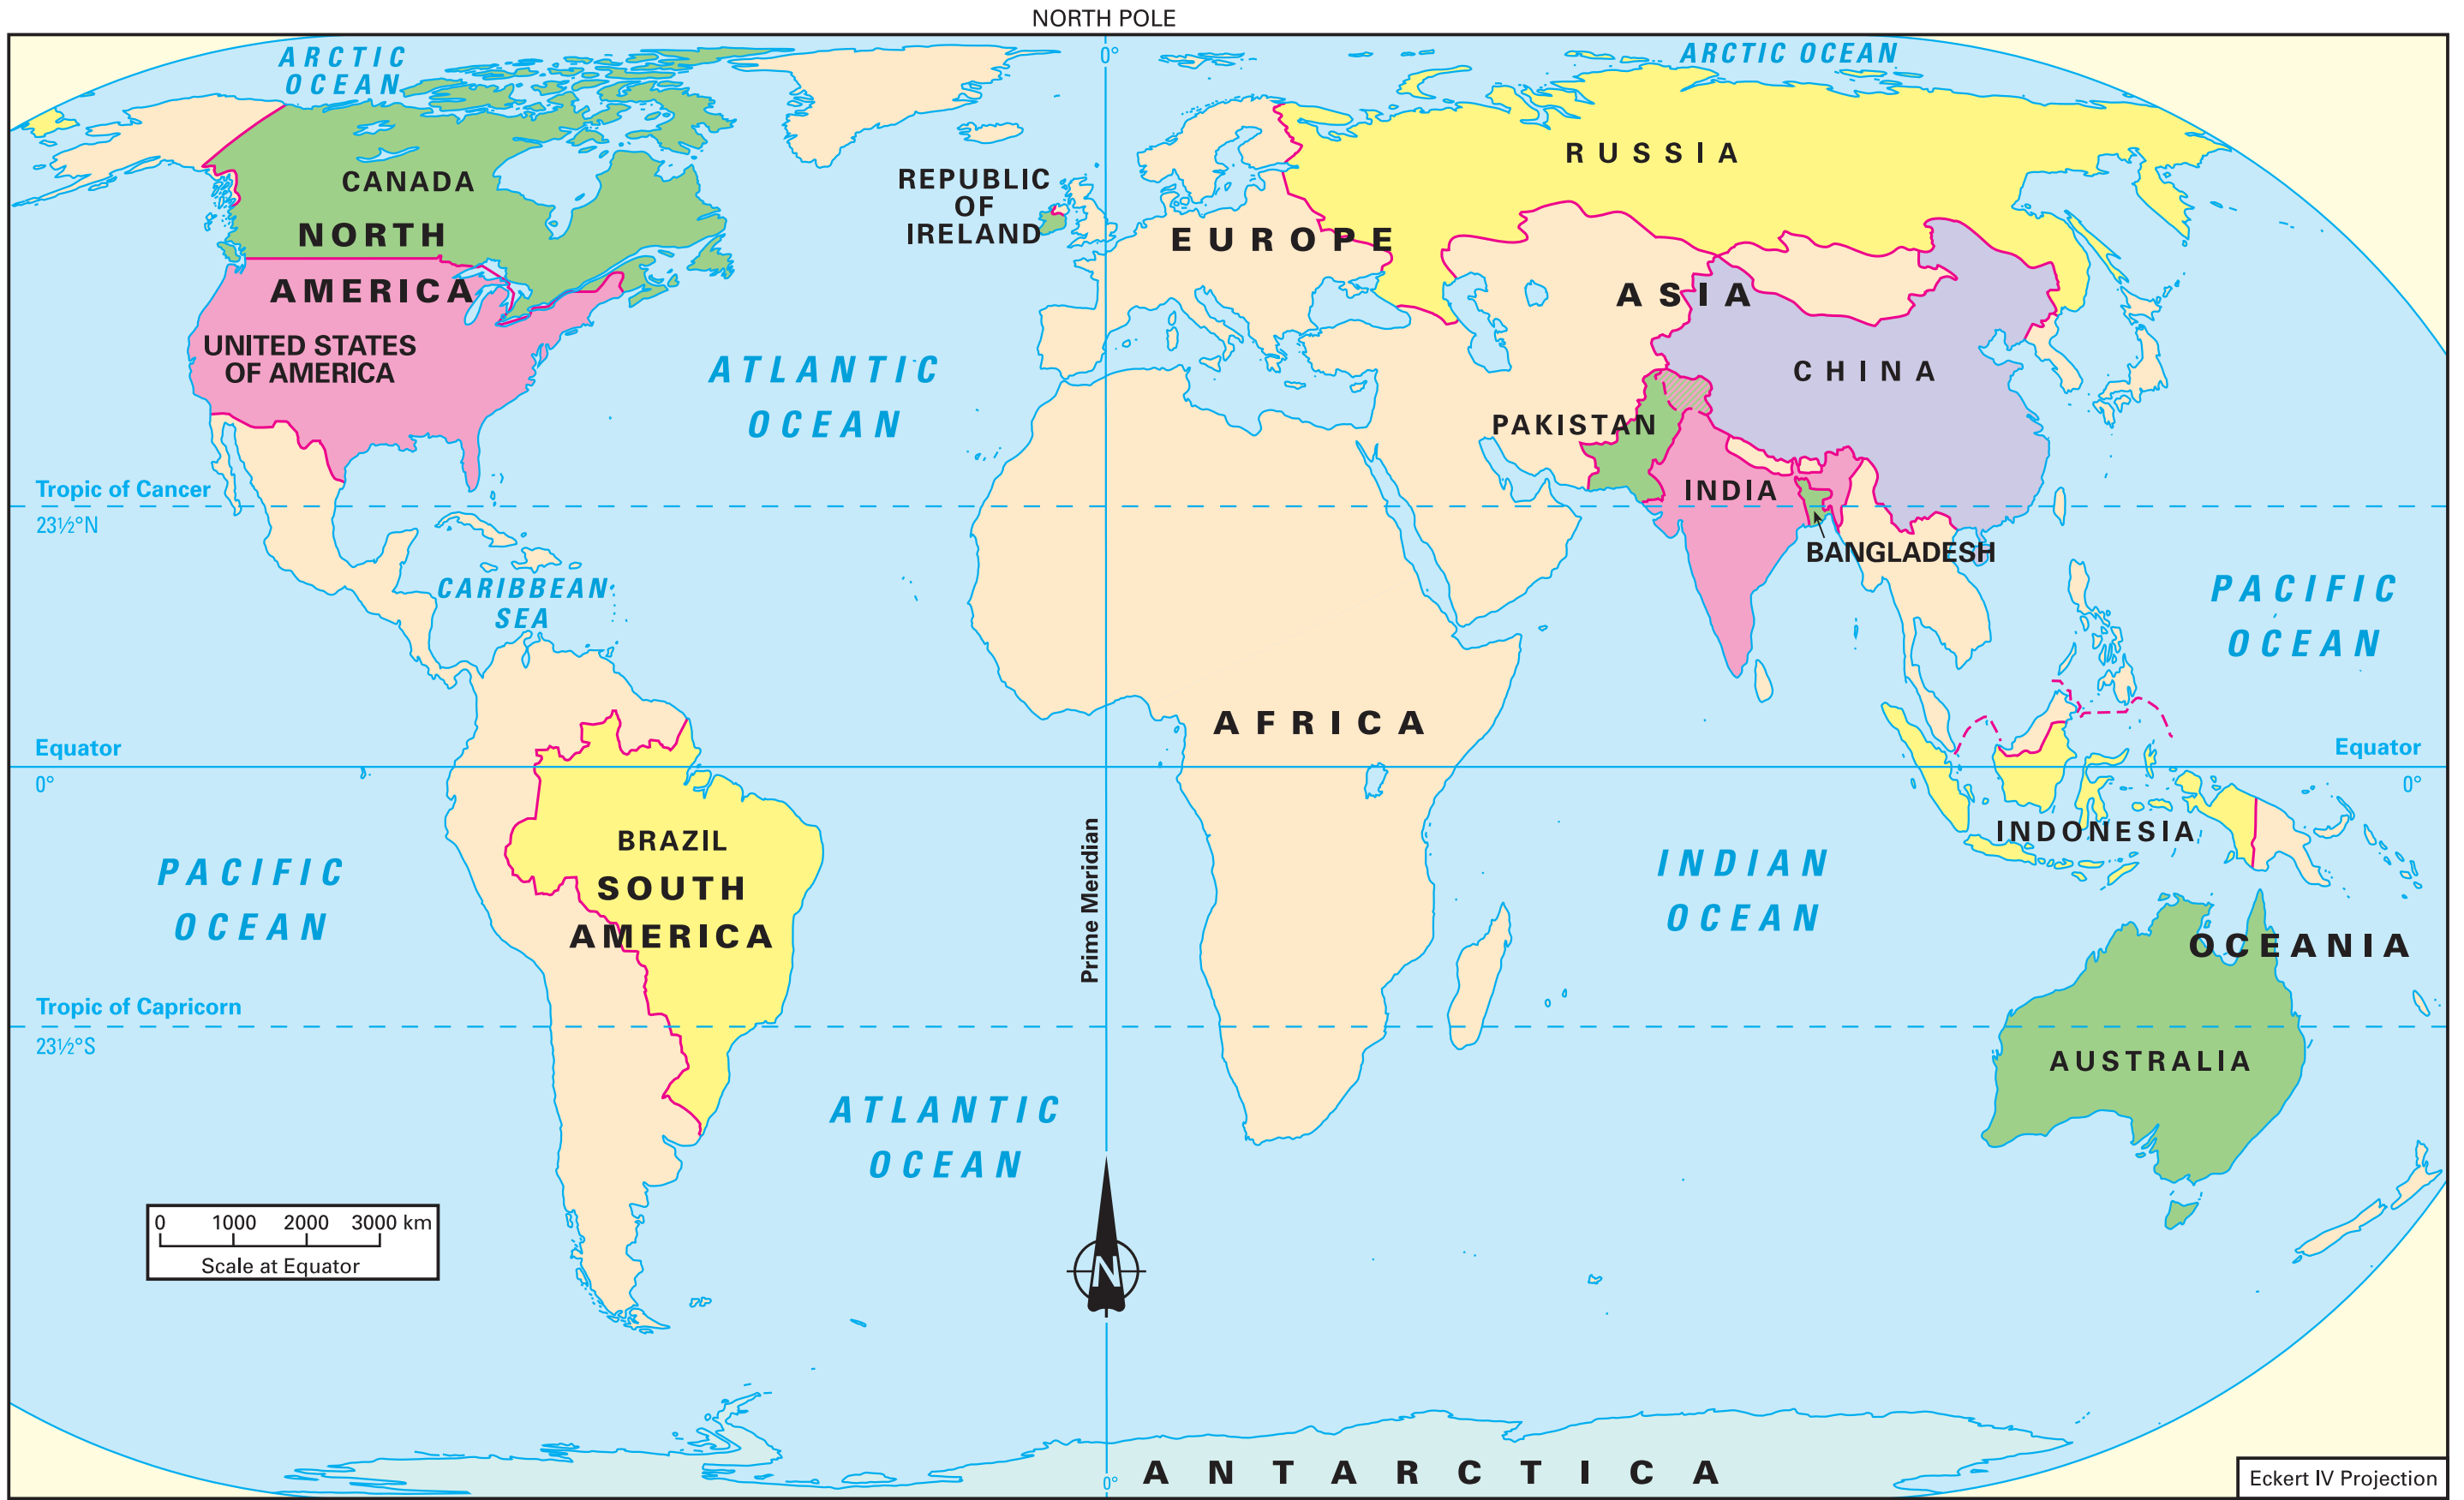 NORTH POLE
ARCTIC
OCEAN
0°
ARCTIC OCEAN
CANADA
NORTH
AMERICA
UNITED STATES
OF AMERICA
REPUBLIC
OF
IRELAND
EUROPE
RUSSIA
ASIA
CHINA
PAKISTAN
INDIA
BANGLADESH
ATLANTIC
OCEAN
Tropic of Cancer
23½°N
CARIBBEAN
SEA
PACIFIC
OCEAN
AFRICA
Equator
0°
Equator
0°
BRAZIL
SOUTH
AMERICA
PACIFIC
OCEAN
Prime Meridian
INDIAN
OCEAN
INDONESIA
OCEANIA
Tropic of Capricorn
23½°S
AUSTRALIA
ATLANTIC
OCEAN
N
0 1000 2000 3000 km
Scale at Equator
0°
ANTARCTICA
Eckert IV Projection